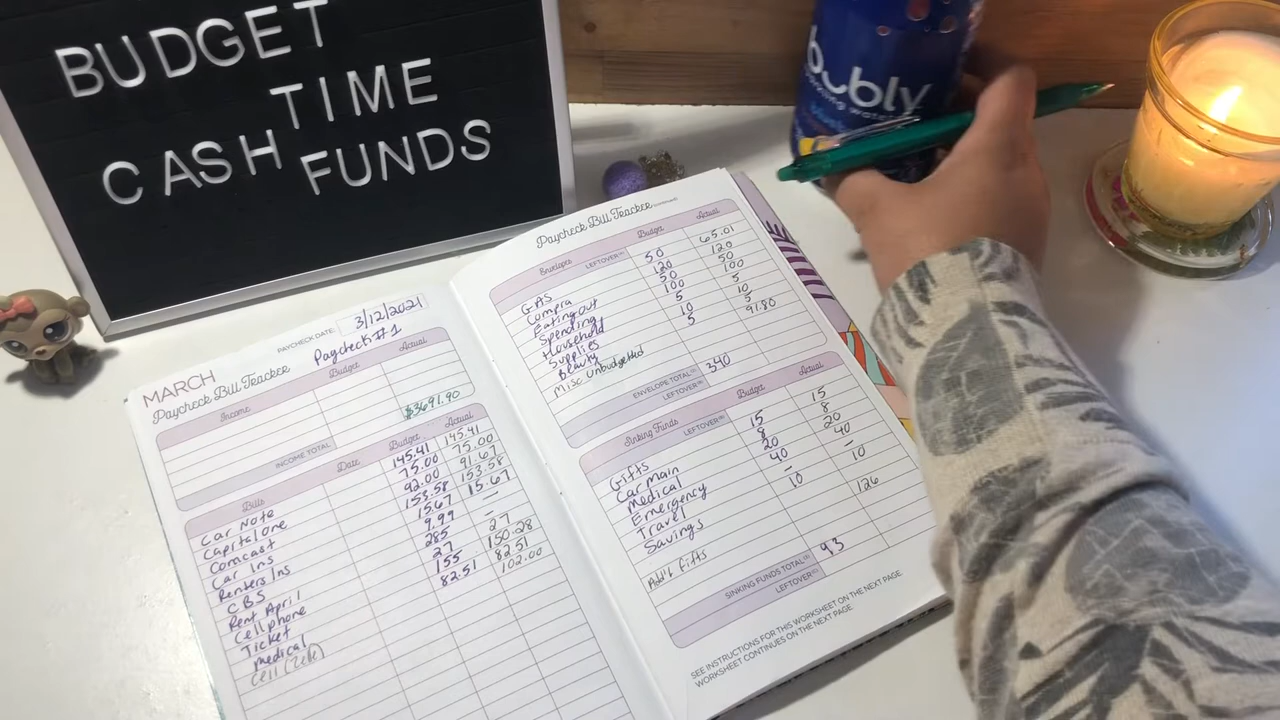 BUDGET
TIME
CASH FUNDS
bubly
MARCH
PAYCHECK DATE: 3/12/2021
Paycheck Bill Tracker Paycheck #1
Income Budget Actual
INCOME TOTAL $3691.90
Bills Date Budget Actual
Car Note 145.41 145.41
Capital One 75.00 75.00
Comcast 92.00 91.67
Car Ins 153.58 153.58
Renters Ins 15.67 15.67
CBS 9.99 -
Rent April 285
Cellphone 27 27
Ticket 155 150.28
Medical 82.51 82.51
Cell (Zelle) 102.00
Paycheck Bill Tracker (CONTINUED)
Envelopes Budget Actual
LEFTOVER
GAS 50 65.01
Compra 120 120
Eating out 50 50
Spending 100 100
Household 5 5
Supplies 10 10
Beauty 5 5
Misc Unbudgeted 91.80
ENVELOPE TOTAL 340
LEFTOVER
Sinking Funds Budget Actual
LEFTOVER
Gifts 15 15
Car Main 8 8
Medical 20 20
Emergency 40 40
Travel - -
Savings 10 10
Add'l Gifts 126
SINKING FUNDS TOTAL 93
LEFTOVER
SEE INSTRUCTIONS FOR THIS WORKSHEET ON THE NEXT PAGE.
WORKSHEET CONTINUES ON THE NEXT PAGE.